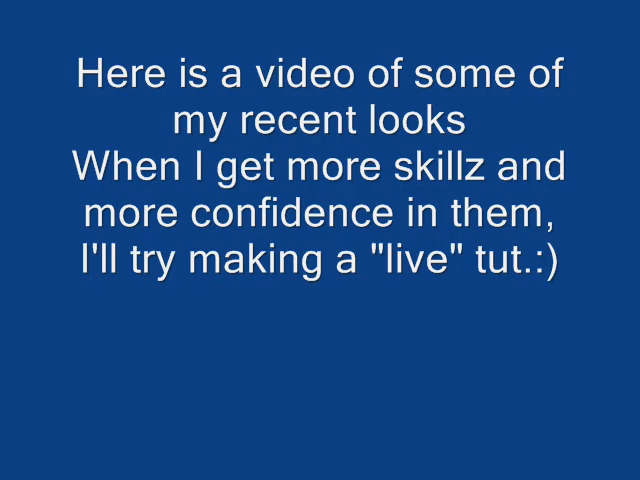 Here is a video of some of
my recent looks
When I get more skillz and
more confidence in them,
I'll try making a "live" tut.:)